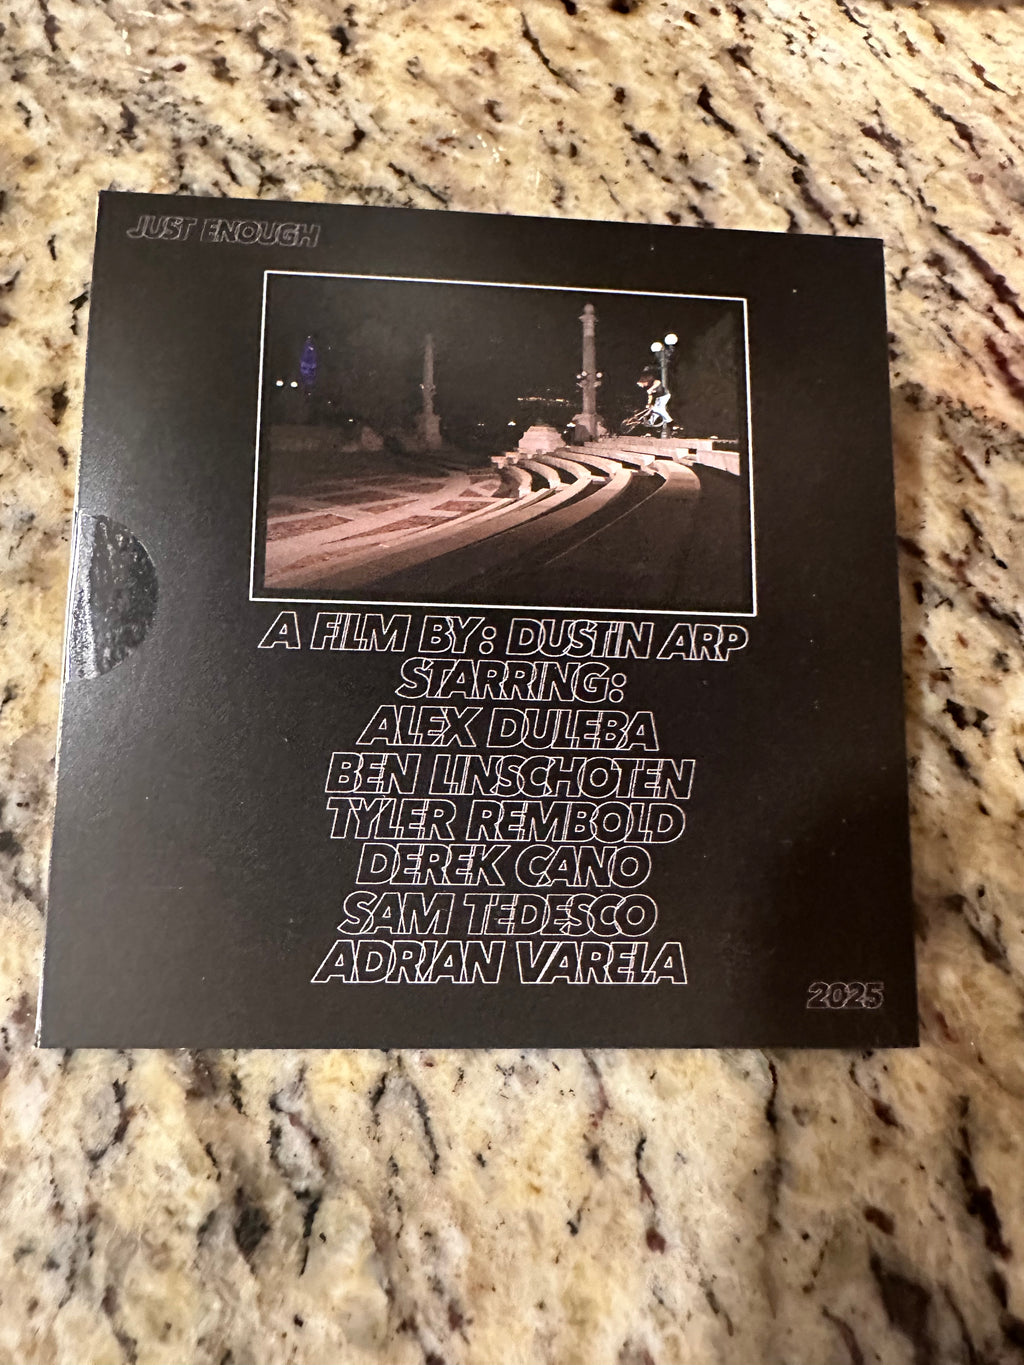 JUST ENOUGH
A FILM BY: DUSTIN ARP
STARRING:
ALEX DULEBA
BEN LINSCHOTEN
TYLER REMBOLD
DEREK CANO
SAM TEDESCO
ADRIAN VARELA
2025